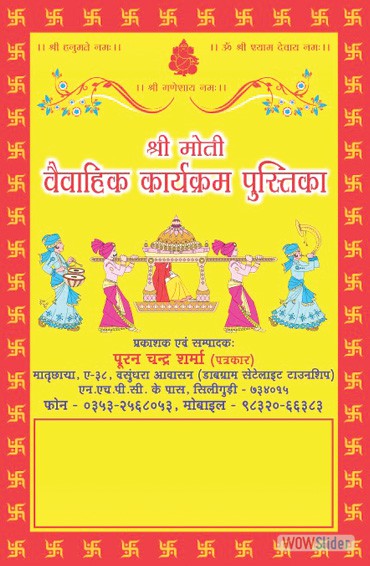 ।। श्री हनुमते नमः।।
।। ॐ श्री श्याम देवाय नमः।।
।। श्री गणेशाय नमः।।
श्री मोती
वैवाहिक कार्यक्रम पुस्तिका
प्रकाशक एवं सम्पादकः
पूरन चन्द्र शर्मा (पत्रकार)
मातृछाया, ए-३८, वसुंधरा आवासन (डाबग्राम सेटेलाइट टाउनशिप)
एन.एच.पी.सी. के पास, सिलीगुड़ी - ७३४०१५
फोन - ०३५३-२५६८०५३, मोबाइल - ९८३२०-६६३८३
WOWSlider